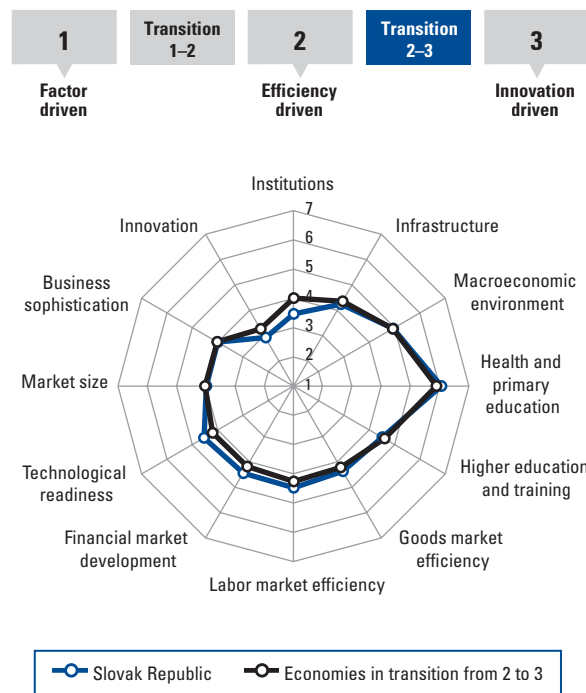 1
Transition
1–2
2
Transition
2–3
3
Factor
driven
Efficiency
driven
Innovation
driven
Institutions
7
Innovation
Infrastructure
6
5
Business
sophistication
Macroeconomic
environment
4
3
2
Market size
1
Health and
primary
education
Technological
readiness
Higher education
and training
Financial market
development
Goods market
efficiency
Labor market efficiency
Slovak Republic
Economies in transition from 2 to 3